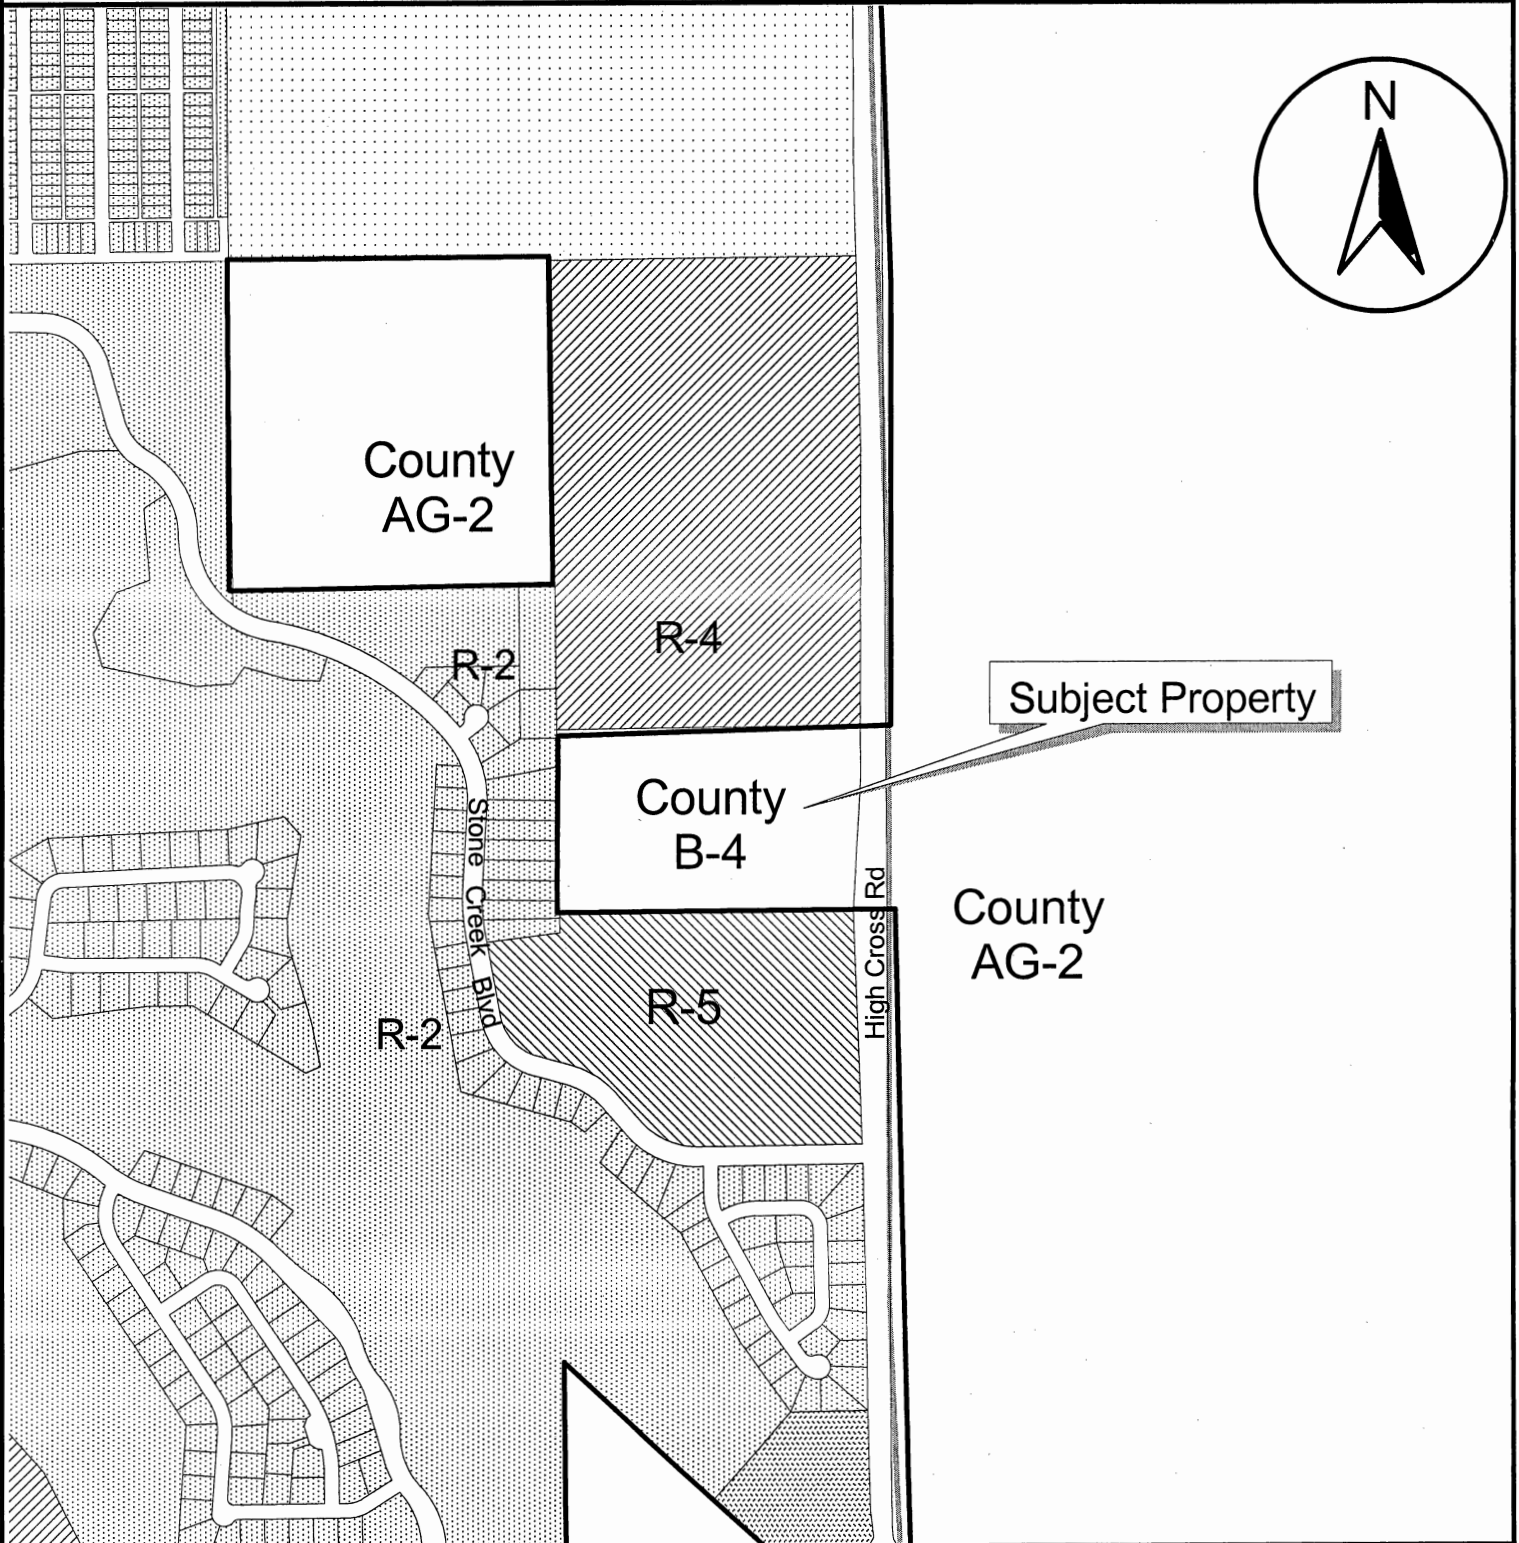 N
County
AG-2
R-4
R-2
Subject Property
County
B-4
Stone Creek Blvd
High Cross Rd
County
AG-2
R-5
R-2